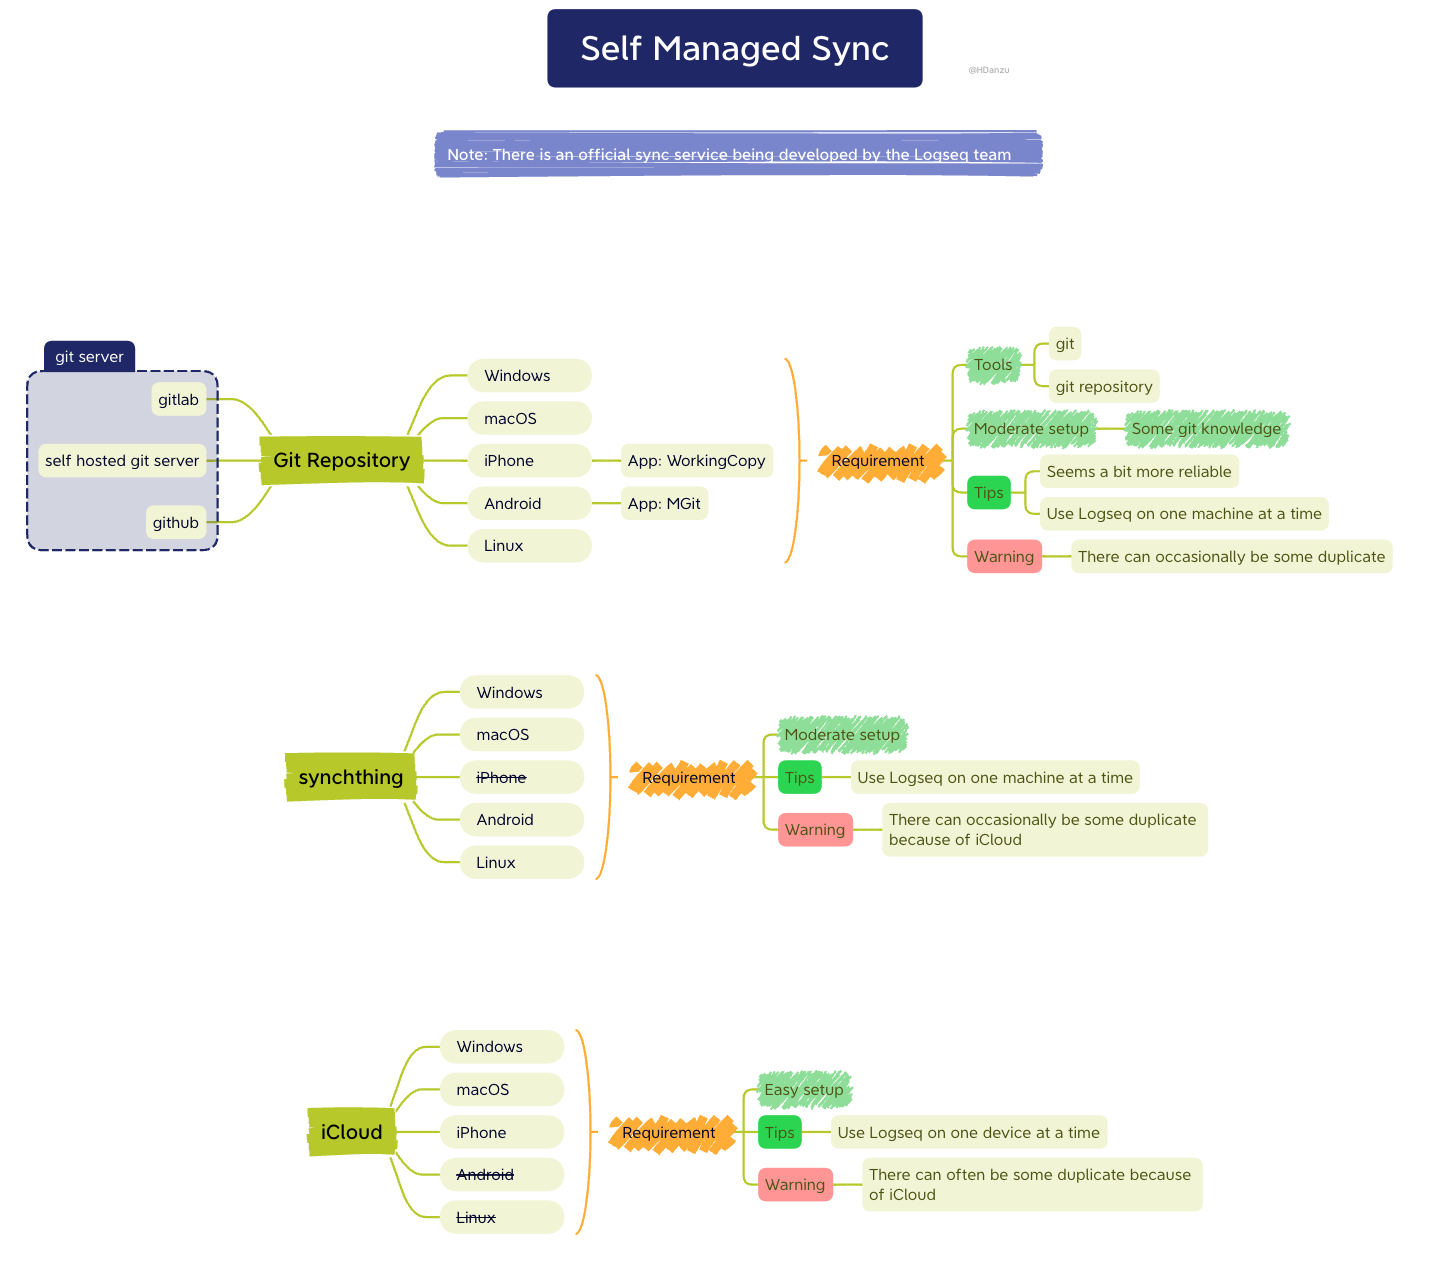 Self Managed Sync
@HDanzu
Note: There is an official sync service being developed by the Logseq team
git server
gitlab
self hosted git server
github
Git Repository
Windows
macOS
iPhone
App: WorkingCopy
Android
App: MGit
Linux
Requirement
Tools
git
git repository
Moderate setup
Some git knowledge
Tips
Seems a bit more reliable
Use Logseq on one machine at a time
Warning
There can occasionally be some duplicate
synchthing
Windows
macOS
iPhone
Android
Linux
Requirement
Moderate setup
Tips
Use Logseq on one machine at a time
Warning
There can occasionally be some duplicate
because of iCloud
iCloud
Windows
macOS
iPhone
Android
Linux
Requirement
Easy setup
Tips
Use Logseq on one device at a time
Warning
There can often be some duplicate because
of iCloud